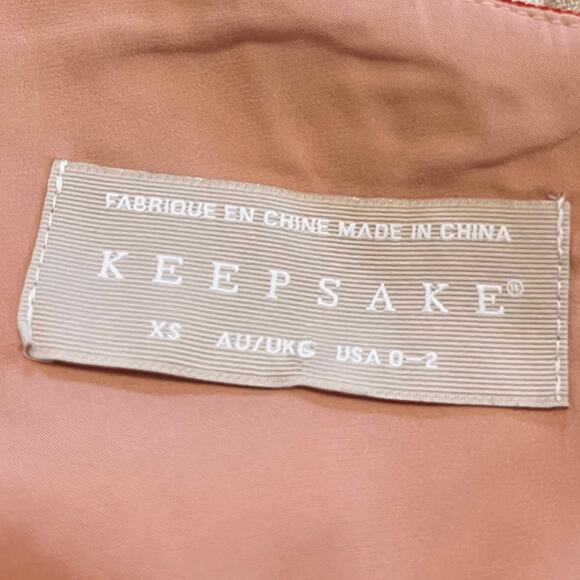 FABRIQUE EN CHINE MADE IN CHINA
KEEPSAKE®
XS AU/UK6 USA 0-2